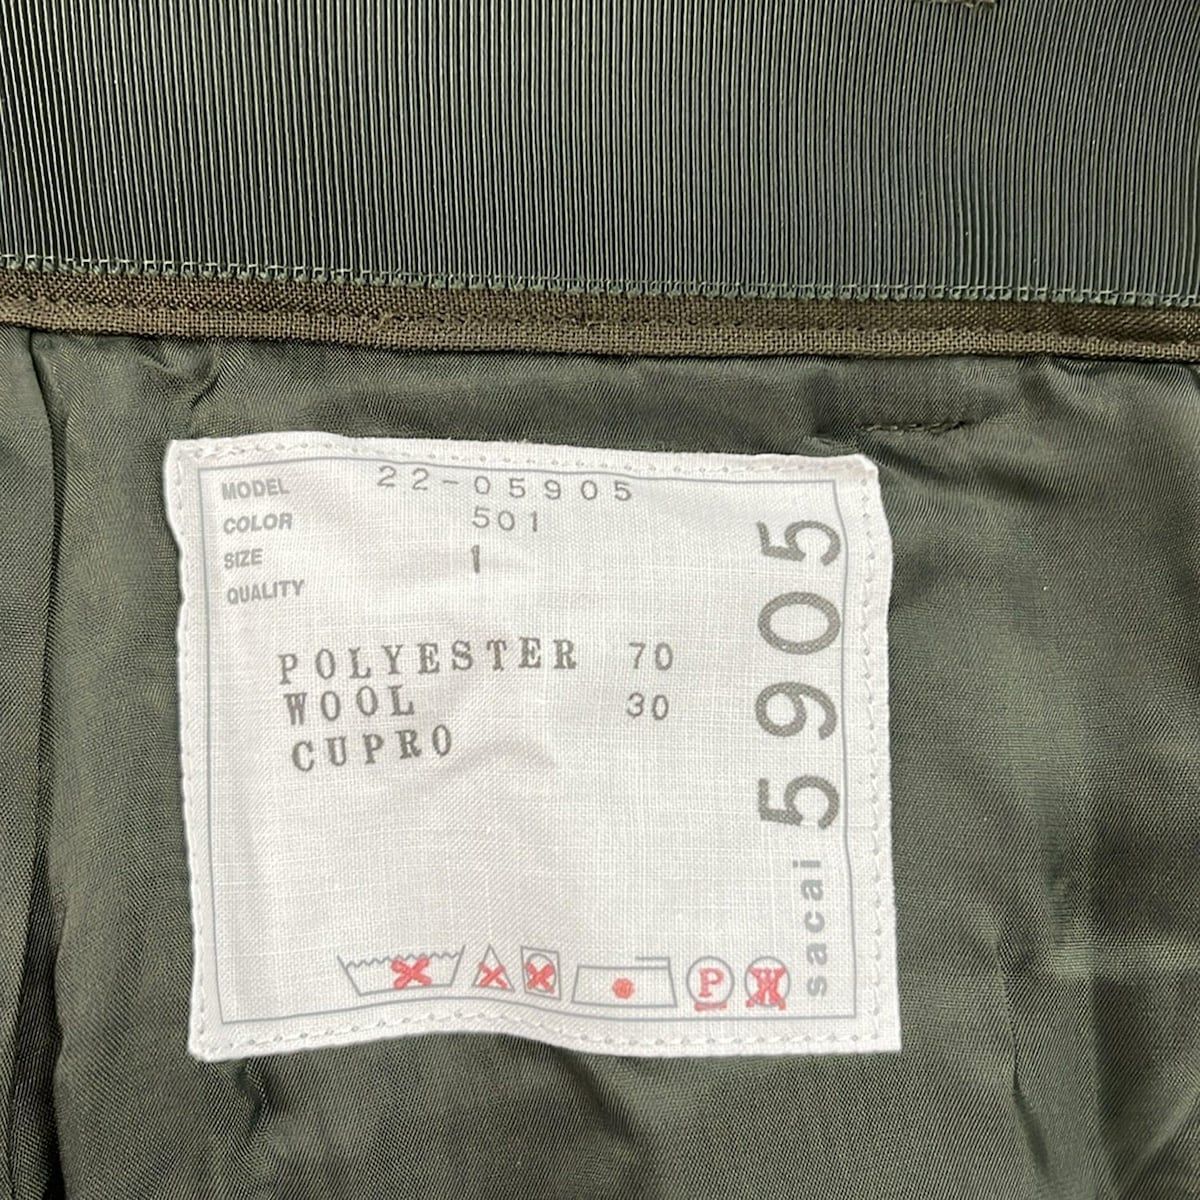 MODEL 22-05905
COLOR 501
SIZE 1
QUALITY
POLYESTER 70
WOOL 30
CUPRO
P W
sacai 5905